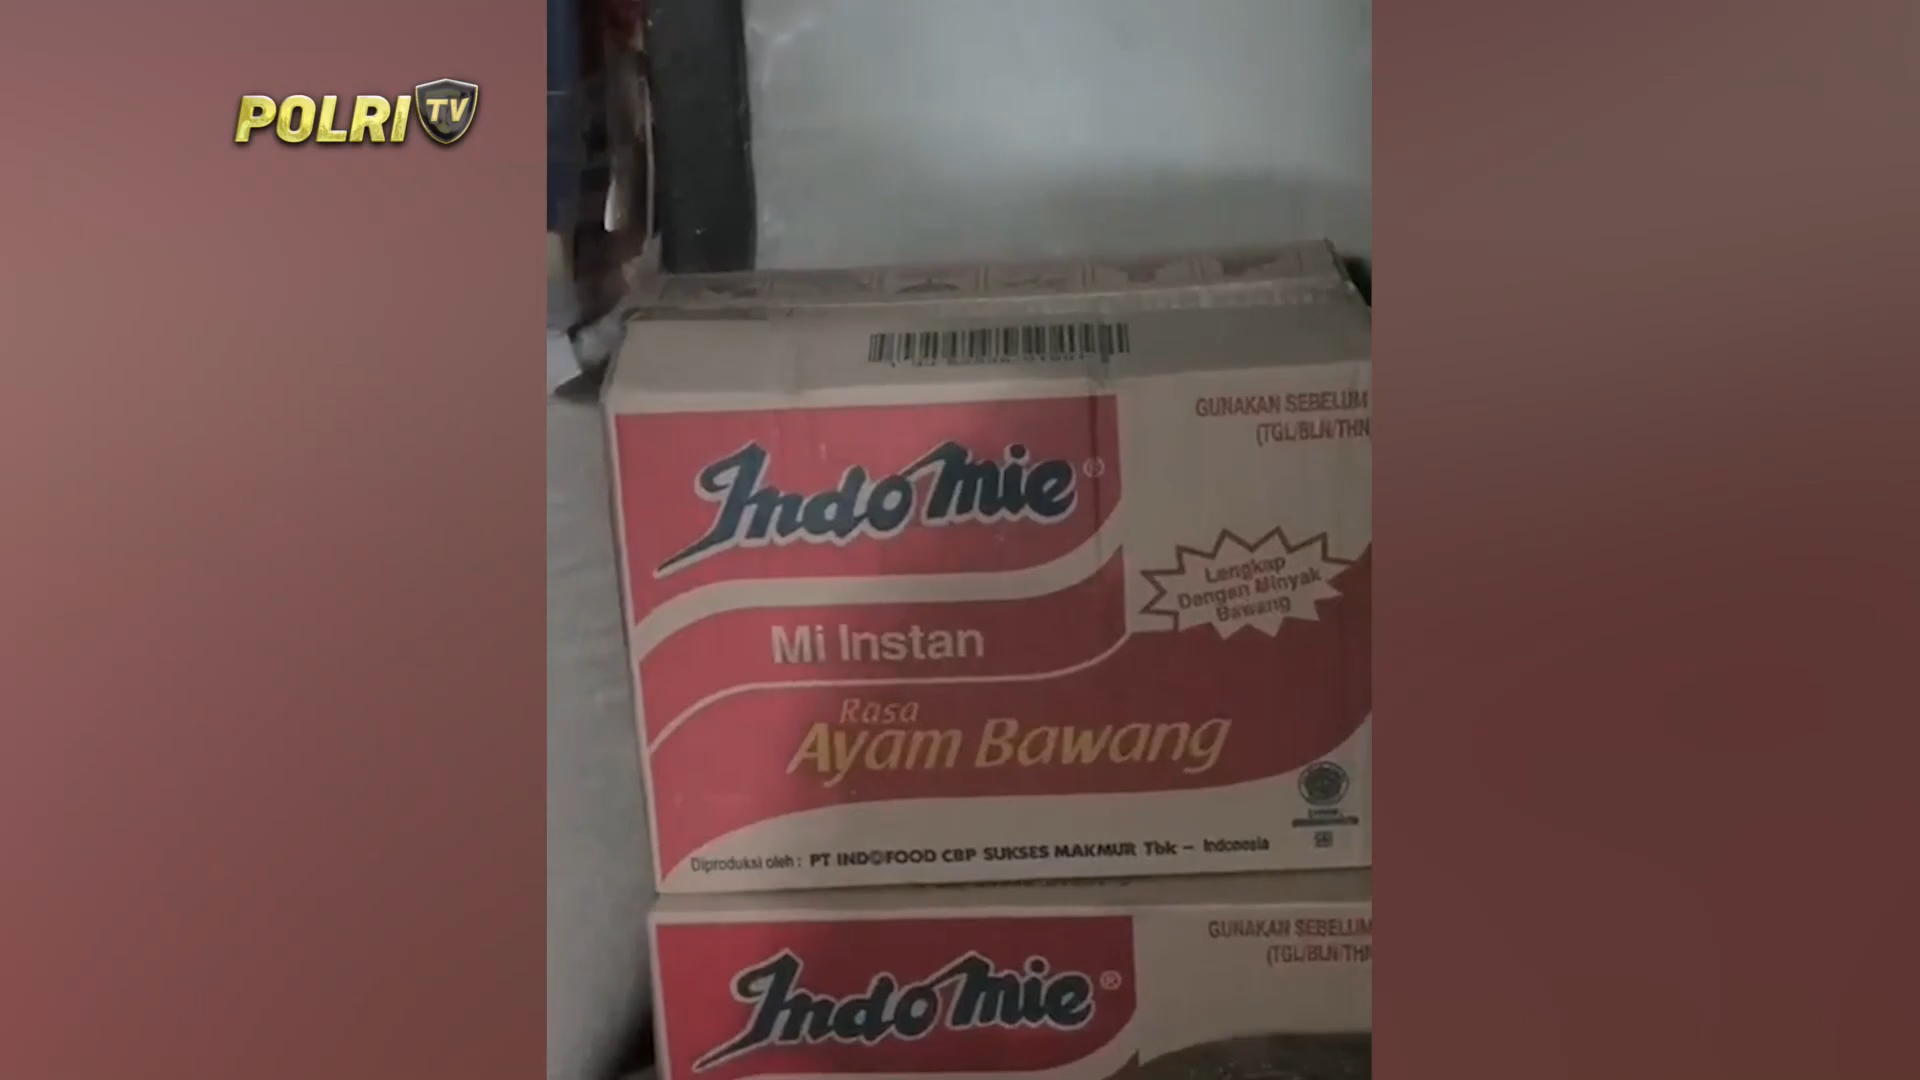 POLRI TV
GUNAKAN SEBELUM
(TGL/BLN/THN
Indomie®
Lengkap
Dengan Minyak
Bawang
Mi Instan
Rasa
Ayam Bawang
Diproduksi oleh : PT INDOFOOD CBP SUKSES MAKMUR Tbk – Indonesia
GUNAKAN SEBELUM
(TGL/BLN/THN
Indomie®